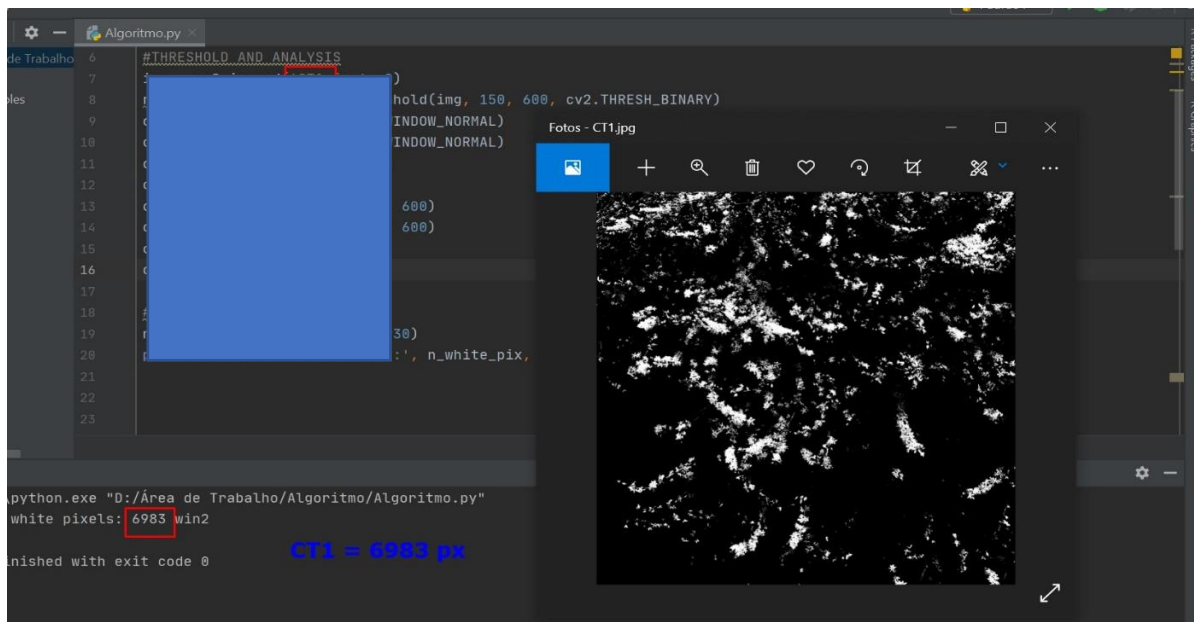 Algoritmo.py
de Trabalho
6 #THRESHOLD AND ANALYSIS
7 )
8 hold(img, 150, 600, cv2.THRESH_BINARY)
9 INDOW_NORMAL)
10 INDOW_NORMAL)
11
12
13 600)
14 600)
15
16
17
18
19 30)
20 :', n_white_pix,
21
22
23
Fotos - CT1.jpg
\python.exe "D:/Área de Trabalho/Algoritmo/Algoritmo.py"
white pixels: 6983 win2
CT1 = 6983 px
inished with exit code 0